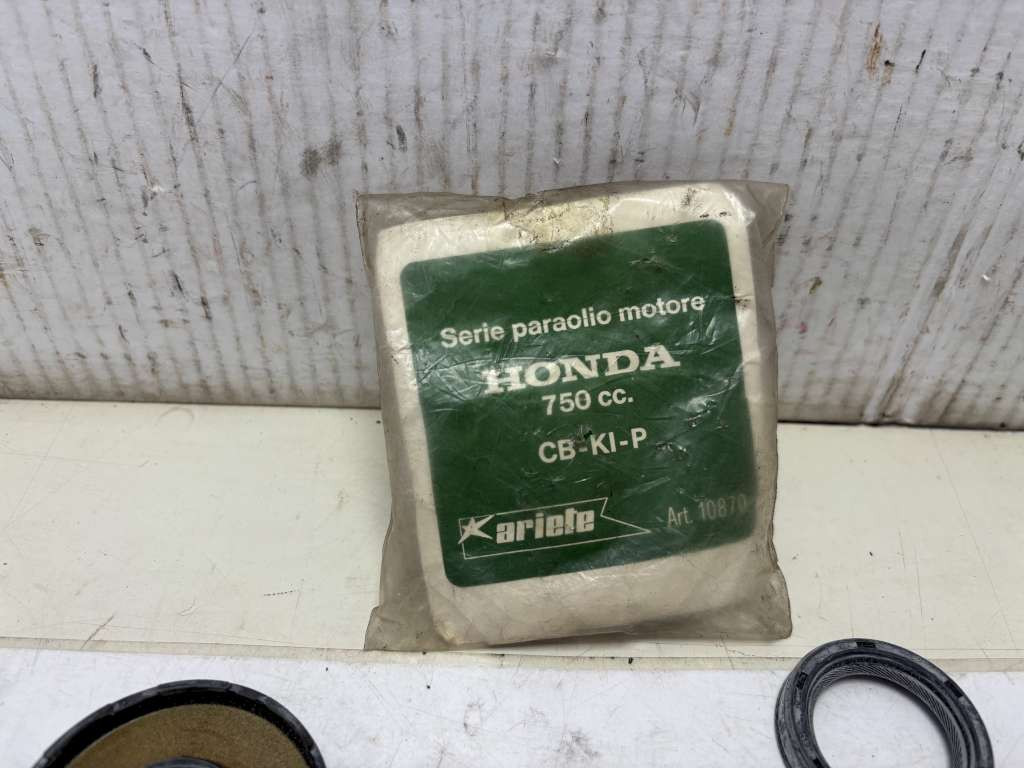 Serie paraolio motore
HONDA
750 cc.
CB-KI-P
ariete
Art. 10870